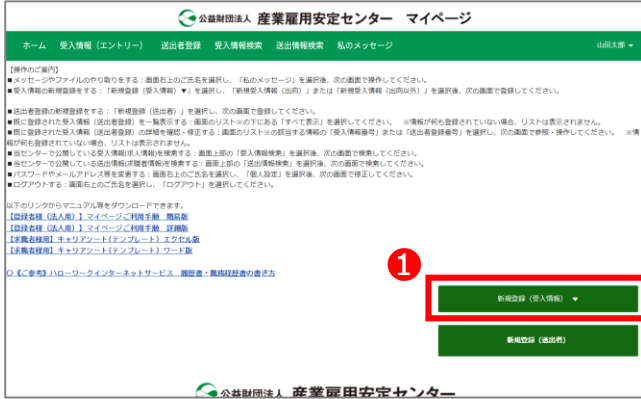 公益財団法人 産業雇用安定センター マイページ
ホーム 受入情報（エントリー） 送出者登録 受入情報検索 送出情報検索 私のメッセージ 山田太郎 ▼
【操作のご案内】
■メッセージやファイルのやり取りをする：画面右上のご氏名を選択し、「私のメッセージ」を選択後、次の画面で操作してください。
■受入情報の新規登録をする：「新規登録（受入情報）▼」を選択し、「新規受入情報（出向）」または「新規受入情報（出向以外）」を選択後、次の画面で登録してください。
■送出者登録の新規登録をする：「新規登録（送出者）」を選択し、次の画面で登録してください。
■既に登録された受入情報（送出者登録）を一覧表示する：画面のリスト※の下にある「すべて表示」を選択してください。 ※情報が何も登録されていない場合、リストは表示されません。
■既に登録された受入情報（送出者登録）の詳細を確認・修正する：画面のリスト※の該当する情報の「受入情報番号」または「送出者登録番号」を選択し、次の画面で参照・操作してください。 ※情
報が何も登録されていない場合、リストは表示されません。
■当センターで公開している受入情報(求人情報)を検索する：画面上部の「受入情報検索」を選択後、次の画面で検索してください。
■当センターで公開している送出情報(求職者情報)を検索する：画面上部の「送出情報検索」を選択後、次の画面で検索してください。
■パスワードやメールアドレス等を変更する：画面右上のご氏名を選択し、「個人設定」を選択後、次の画面で修正してください。
■ログアウトする：画面右上のご氏名を選択し、「ログアウト」を選択してください。
以下のリンクからマニュアル等をダウンロードできます。
【登録者様（法人用）】マイページご利用手順 簡易版
【登録者様（法人用）】マイページご利用手順 詳細版
【求職者様用】キャリアシート(テンプレート) エクセル版
【求職者様用】キャリアシート(テンプレート) ワード版
○《ご参考》ハローワークインターネットサービス 履歴書・職務経歴書の書き方
1
新規登録（受入情報） ▼
新規登録（送出者）
公益財団法人 産業雇用安定センター